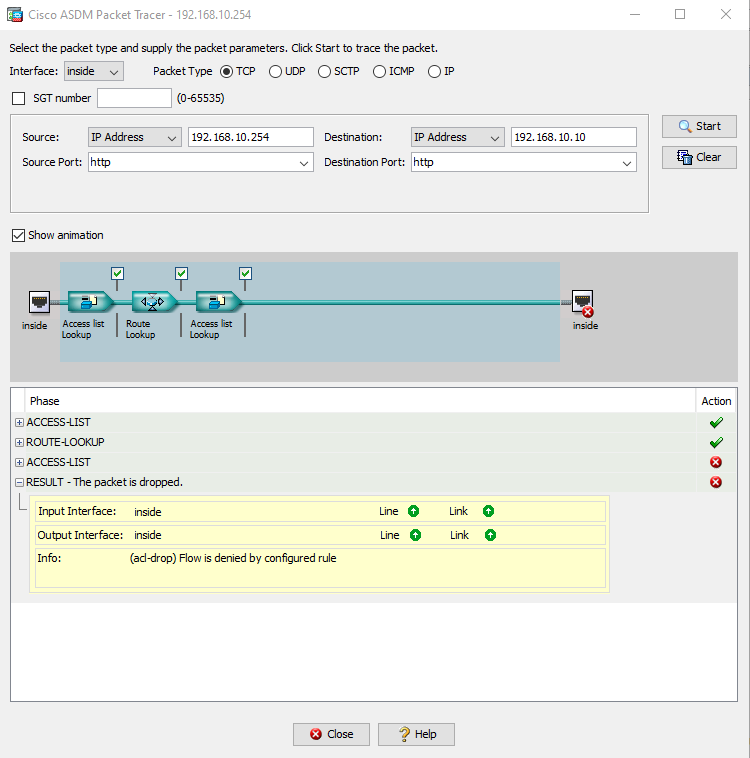 Cisco ASDM Packet Tracer - 192.168.10.254
Select the packet type and supply the packet parameters. Click Start to trace the packet.
Interface: inside Packet Type TCP UDP SCTP ICMP IP
SGT number (0-65535)
Source: IP Address 192.168.10.254 Destination: IP Address 192.168.10.10 Start
Source Port: http Destination Port: http Clear
Show animation
inside Access list Route Access list inside
Lookup Lookup Lookup
Phase Action
ACCESS-LIST
ROUTE-LOOKUP
ACCESS-LIST
RESULT - The packet is dropped.
Input Interface: inside Line Link
Output Interface: inside Line Link
Info: (acl-drop) Flow is denied by configured rule
Close Help